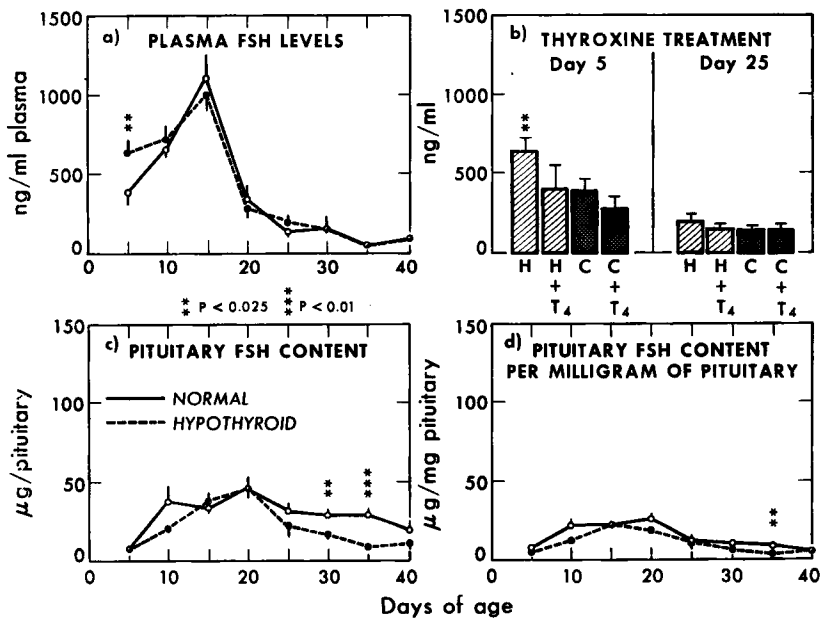 a) PLASMA FSH LEVELS
1500
1000
500
0
ng/ml plasma
**
0 10 20 30 40
b) THYROXINE TREATMENT
Day 5 Day 25
1500
1000
500
0
ng/ml
**
H H + T4 C C + T4 H H + T4 C C + T4
** P < 0.025 *** P < 0.01
c) PITUITARY FSH CONTENT
150
100
50
0
µg/pituitary
NORMAL
HYPOTHYROID
** ***
0 10 20 30 40
d) PITUITARY FSH CONTENT
PER MILLIGRAM OF PITUITARY
150
100
50
0
µg/mg pituitary
**
0 10 20 30 40
Days of age